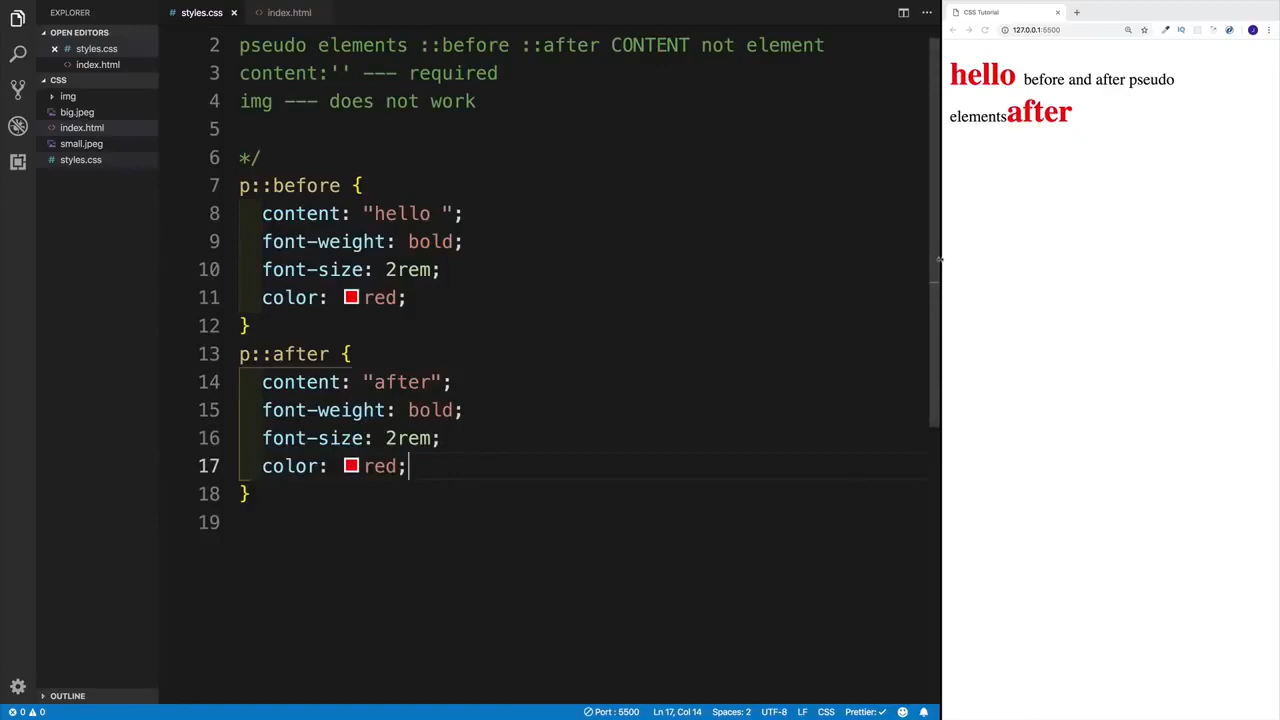 EXPLORER
OPEN EDITORS
# styles.css
index.html
CSS
img
big.jpeg
index.html
small.jpeg
# styles.css
OUTLINE
# styles.css
index.html
2 pseudo elements ::before ::after CONTENT not element
3 content:'' --- required
4 img --- does not work
5
6 */
7 p::before {
8 content: "hello ";
9 font-weight: bold;
10 font-size: 2rem;
11 color: red;
12 }
13 p::after {
14 content: "after";
15 font-weight: bold;
16 font-size: 2rem;
17 color: red;
18 }
19
0 0 Port : 5500 Ln 17, Col 14 Spaces: 2 UTF-8 LF CSS Prettier: ✓
CSS Tutorial
127.0.0.1:5500
IQ
J
hello before and after pseudo
elementsafter